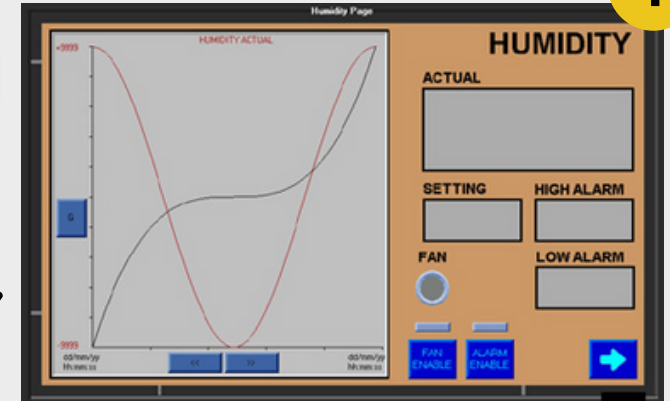 Humidity Page
+9999
HUMIDITY ACTUAL
HUMIDITY
ACTUAL
SETTING
HIGH ALARM
G
FAN
LOW ALARM
-9999
dd/mm/yy
hh:mm:ss
<<
>>
dd/mm/yy
hh:mm:ss
FAN
ENABLE
ALARM
ENABLE